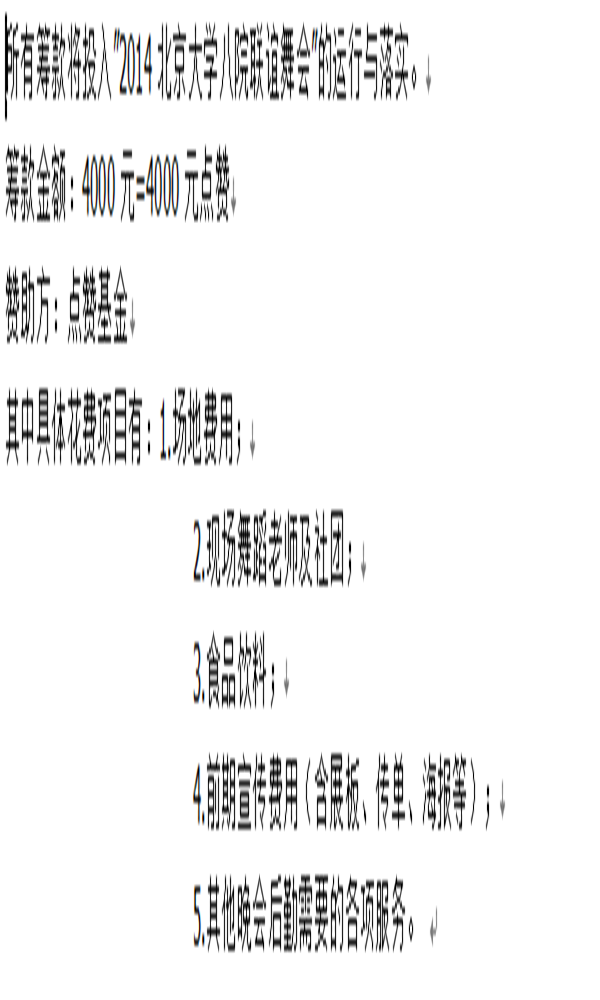 所有筹款将投入“2014 北京大学八院联谊舞会”的运行与落实。
筹款金额：4000 元=4000 元点赞
赞助方：点赞基金
其中具体花费项目有：1.场地费用；
2.现场舞蹈老师及社团；
3.食品饮料；
4.前期宣传费用（含展板、传单、海报等）；
5.其他晚会后勤需要的各项服务。